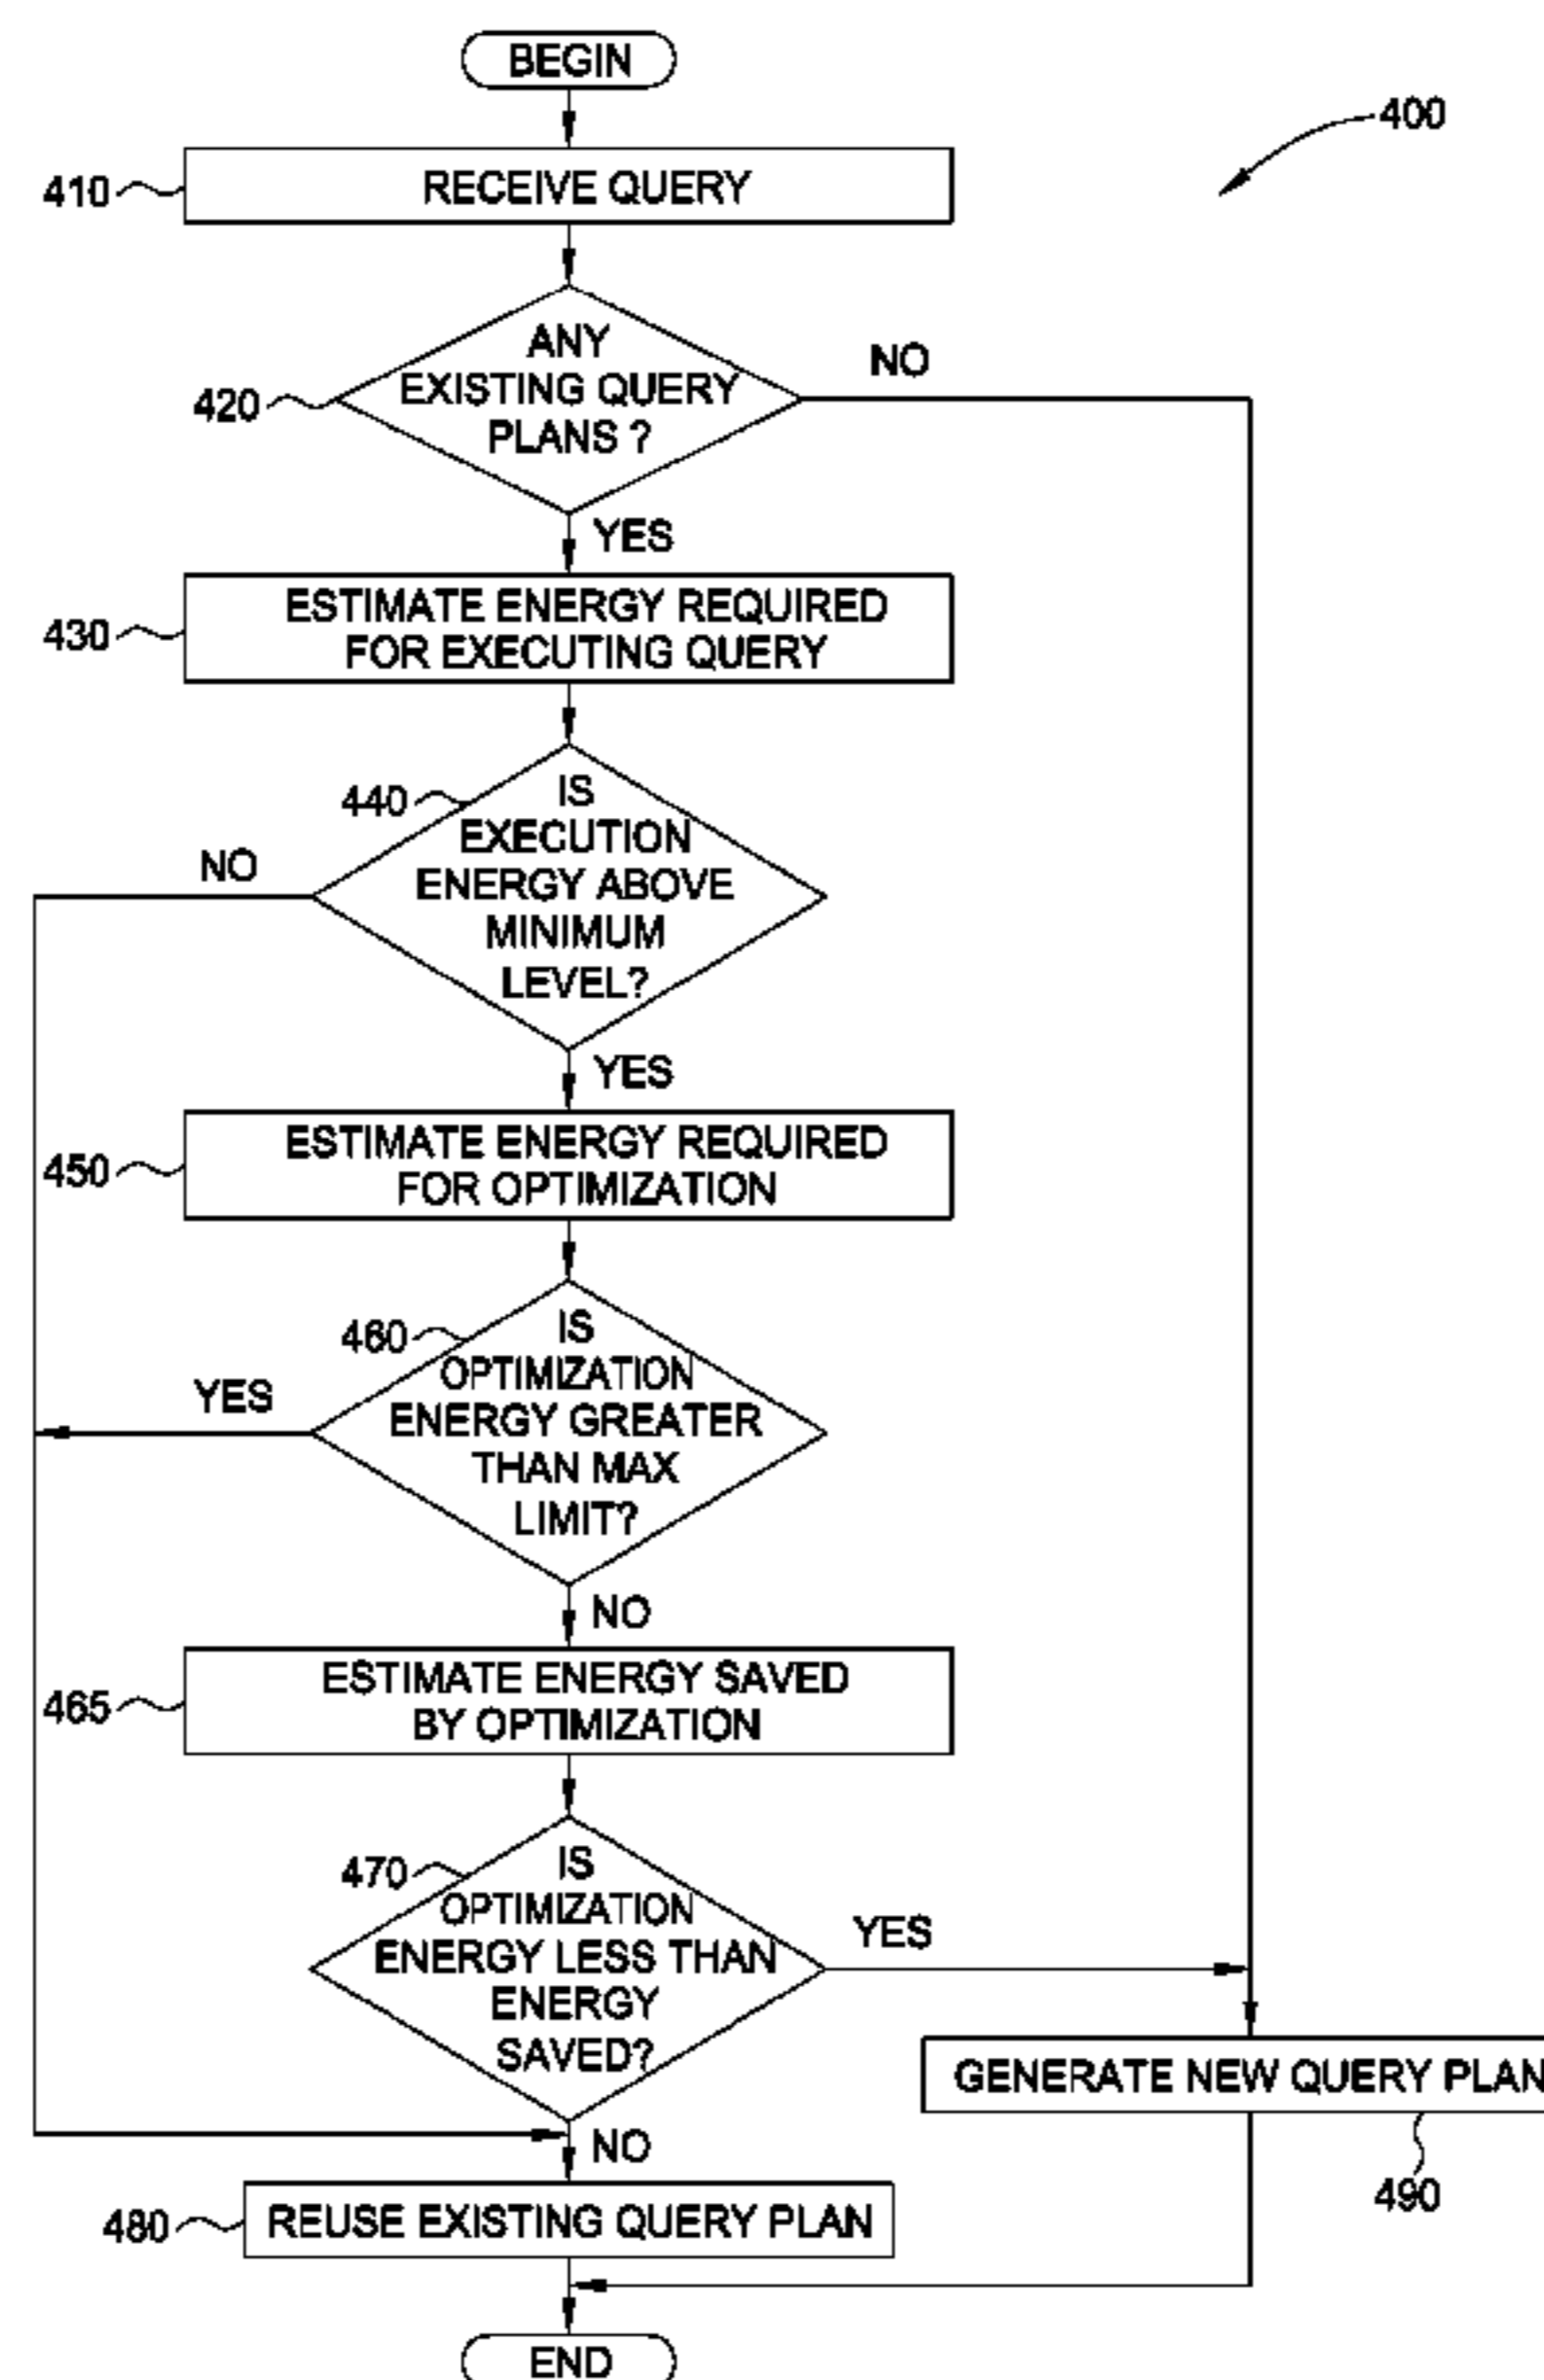 BEGIN
400
410
RECEIVE QUERY
ANY
EXISTING QUERY
PLANS ?
NO
420
YES
430
ESTIMATE ENERGY REQUIRED
FOR EXECUTING QUERY
440
IS
EXECUTION
ENERGY ABOVE
MINIMUM
LEVEL?
NO
YES
450
ESTIMATE ENERGY REQUIRED
FOR OPTIMIZATION
460
IS
OPTIMIZATION
ENERGY GREATER
THAN MAX
LIMIT?
YES
NO
465
ESTIMATE ENERGY SAVED
BY OPTIMIZATION
470
IS
OPTIMIZATION
ENERGY LESS THAN
ENERGY
SAVED?
YES
GENERATE NEW QUERY PLAN
NO
490
480
REUSE EXISTING QUERY PLAN
END